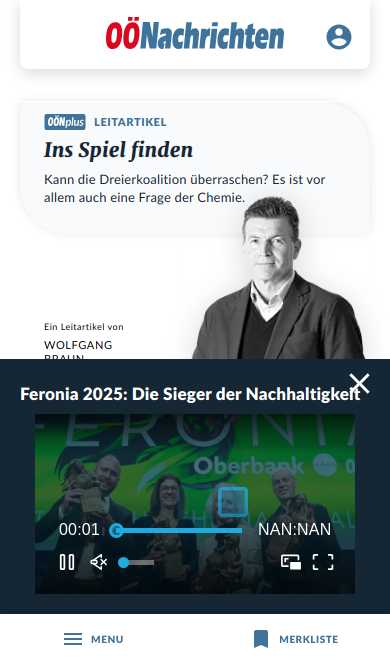 OÖNachrichten
OÖNplus LEITARTIKEL
Ins Spiel finden
Kann die Dreierkoalition überraschen? Es ist vor
allem auch eine Frage der Chemie.
Ein Leitartikel von
WOLFGANG
BRAUN
Feronia 2025: Die Sieger der Nachhaltigkeit
FERONIA
Oberbank
00:01
NAN:NAN
MENU
MERKLISTE